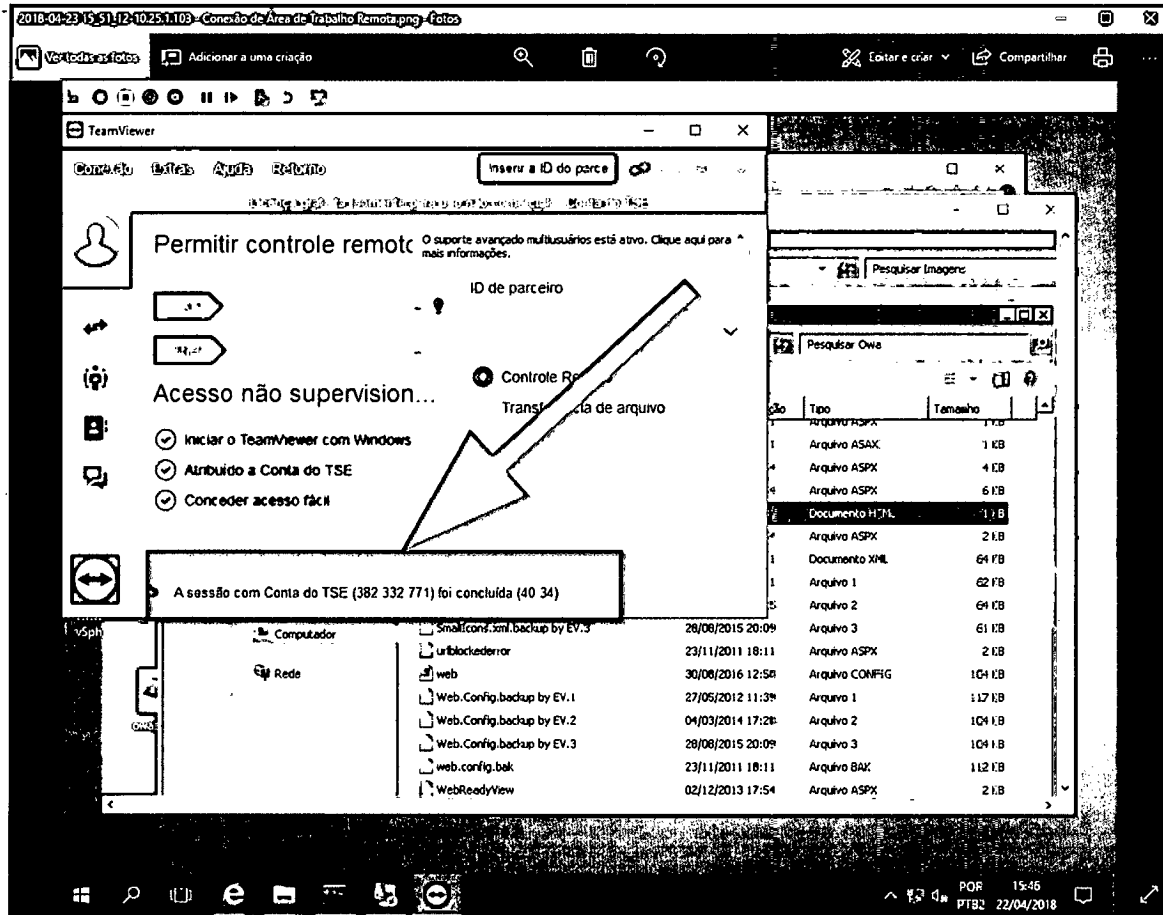 2018-04-23 15_51_12-10.25.1.103 - Conexão de Área de Trabalho Remota.png - Fotos
Ver todas as fotos
Adicionar a uma criação
Editar e criar
Compartilhar
TeamViewer
Conexão Extras Ajuda Retorno
Inserir a ID do parce
Conta do TSE
Permitir controle remoto
O suporte avançado multiusuários está ativo. Clique aqui para
mais informações.
Pesquisar Imagens
ID de parceiro
Pesquisar Owa
Controle Re
Acesso não supervision...
Transf cia de arquivo
ção Tipo Tamanho
Arquivo ASPX 1 KB
Iniciar o TeamViewer com Windows
Arquivo ASAX 1 KB
Atribuído a Conta do TSE
Arquivo ASPX 4 KB
Arquivo ASPX 6 KB
Conceder acesso fácil
Documento HTML 1 KB
Arquivo ASPX 2 KB
Documento XML 64 KB
A sessão com Conta do TSE (382 332 771) foi concluída (40 34)
Arquivo 1 62 KB
Arquivo 2 64 KB
vSph
Computador
SmallIcons.xml.backup by EV.3 28/08/2015 20:09 Arquivo 3 61 KB
urlblockederror 23/11/2011 18:11 Arquivo ASPX 2 KB
Rede
web 30/08/2016 12:58 Arquivo CONFIG 104 KB
Web.Config.backup by EV.1 27/05/2012 11:39 Arquivo 1 117 KB
owa
Web.Config.backup by EV.2 04/03/2014 17:28 Arquivo 2 104 KB
Web.Config.backup by EV.3 28/08/2015 20:09 Arquivo 3 104 KB
web.config.bak 23/11/2011 18:11 Arquivo BAK 112 KB
WebReadyView 02/12/2013 17:54 Arquivo ASPX 2 KB
POR 15:46
PTB2 22/04/2018